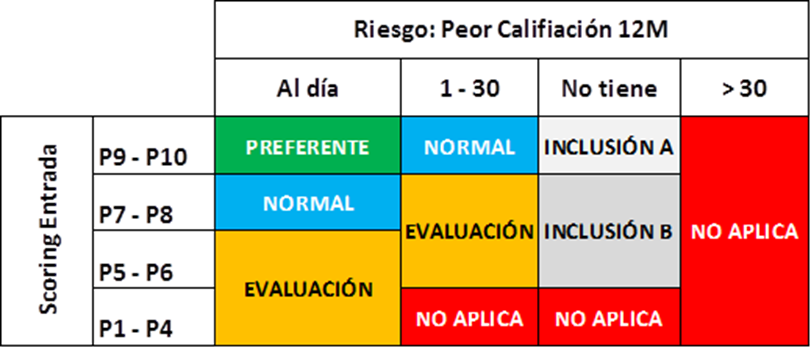 Riesgo: Peor Califiación 12M
Al día 1 - 30 No tiene > 30
Scoring Entrada
P9 - P10 PREFERENTE NORMAL INCLUSIÓN A
P7 - P8 NORMAL
EVALUACIÓN INCLUSIÓN B NO APLICA
P5 - P6
EVALUACIÓN
P1 - P4 NO APLICA NO APLICA